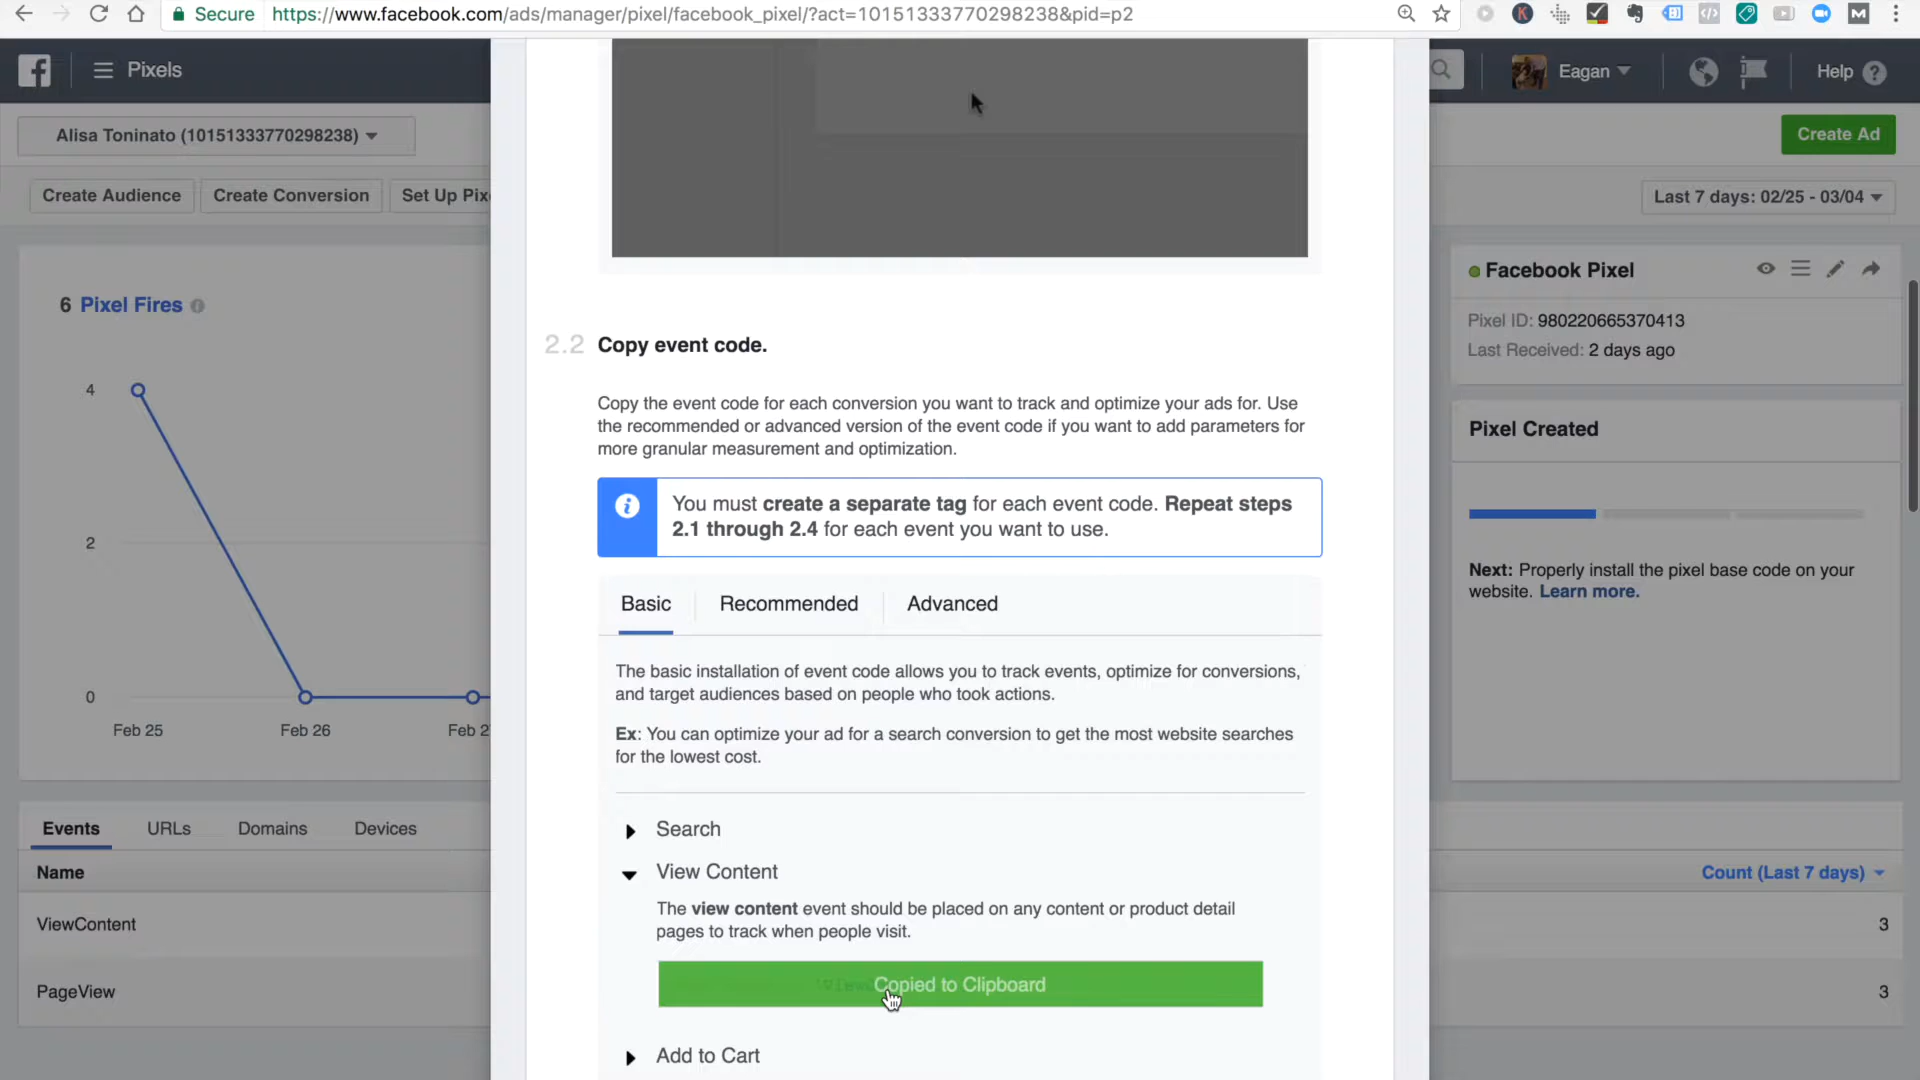 Secure
https://www.facebook.com/ads/manager/pixel/facebook_pixel/?act=10151333770298238&pid=p2
Pixels
Eagan
Help
Alisa Toninato (10151333770298238)
Create Ad
Create Audience
Create Conversion
Set Up Pix
Last 7 days: 02/25 - 03/04
6 Pixel Fires
4
2
0
Feb 25
Feb 26
Feb 2
Events
URLs
Domains
Devices
Name
Count (Last 7 days)
ViewContent
3
PageView
3
2.2 Copy event code.
Copy the event code for each conversion you want to track and optimize your ads for. Use
the recommended or advanced version of the event code if you want to add parameters for
more granular measurement and optimization.
You must create a separate tag for each event code. Repeat steps
2.1 through 2.4 for each event you want to use.
Basic
Recommended
Advanced
The basic installation of event code allows you to track events, optimize for conversions,
and target audiences based on people who took actions.
Ex: You can optimize your ad for a search conversion to get the most website searches
for the lowest cost.
Search
View Content
The view content event should be placed on any content or product detail
pages to track when people visit.
Copied to Clipboard
Add to Cart
Facebook Pixel
Pixel ID: 980220665370413
Last Received: 2 days ago
Pixel Created
Next: Properly install the pixel base code on your
website. Learn more.